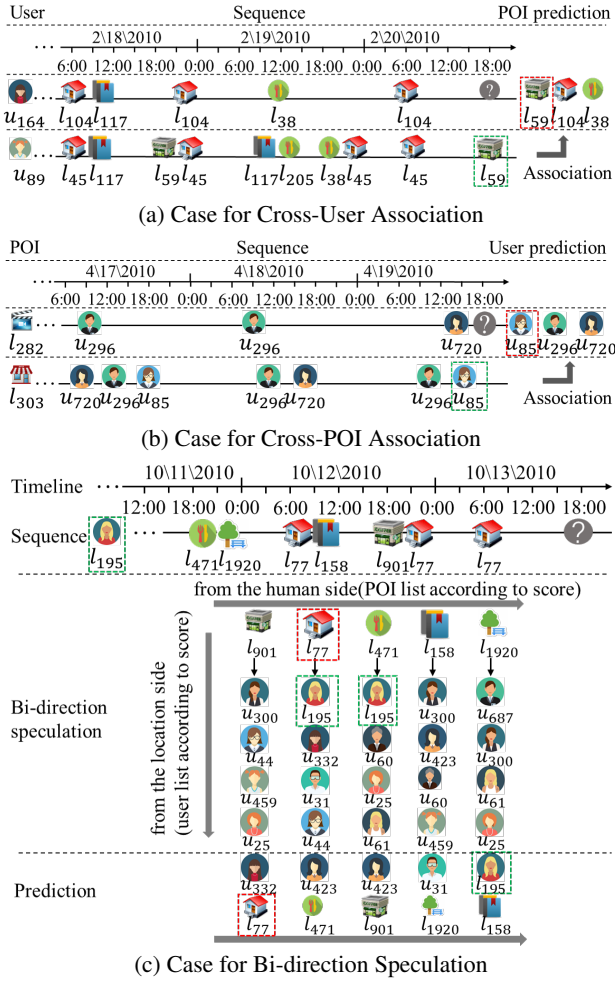 User Sequence POI prediction
2\18\2010 2\19\2010 2\20\2010
6:00 12:00 18:00 0:00 6:00 12:00 18:00 0:00 6:00 12:00 18:00
?
u164 l104 l117 l104 l38 l104 l59 l104 l38
u89 l45 l117 l59 l45 l117 l205 l38 l45 l45 l59 Association
(a) Case for Cross-User Association
POI Sequence User prediction
4\17\2010 4\18\2010 4\19\2010
6:00 12:00 18:00 0:00 6:00 12:00 18:00 0:00 6:00 12:00 18:00
?
l282 u296 u296 u720 u85 u296 u720
l303 u720 u296 u85 u296 u720 u296 u85 Association
(b) Case for Cross-POI Association
10\11\2010 10\12\2010 10\13\2010
Timeline
12:00 18:00 0:00 6:00 12:00 18:00 0:00 6:00 12:00 18:00
Sequence ?
l195 l471 l1920 l77 l158 l901 l77 l77
from the human side(POI list according to score)
l901 l77 l471 l158 l1920
Bi-direction
speculation
from the location side
(user list according to score)
u300 l195 l195 u300 u687
u44 u332 u60 u423 u300
u459 u31 u25 u60 u61
u25 u44 u61 u459 u25
Prediction
u332 u423 u423 u31 l195
l77 l471 l901 l1920 l158
(c) Case for Bi-direction Speculation